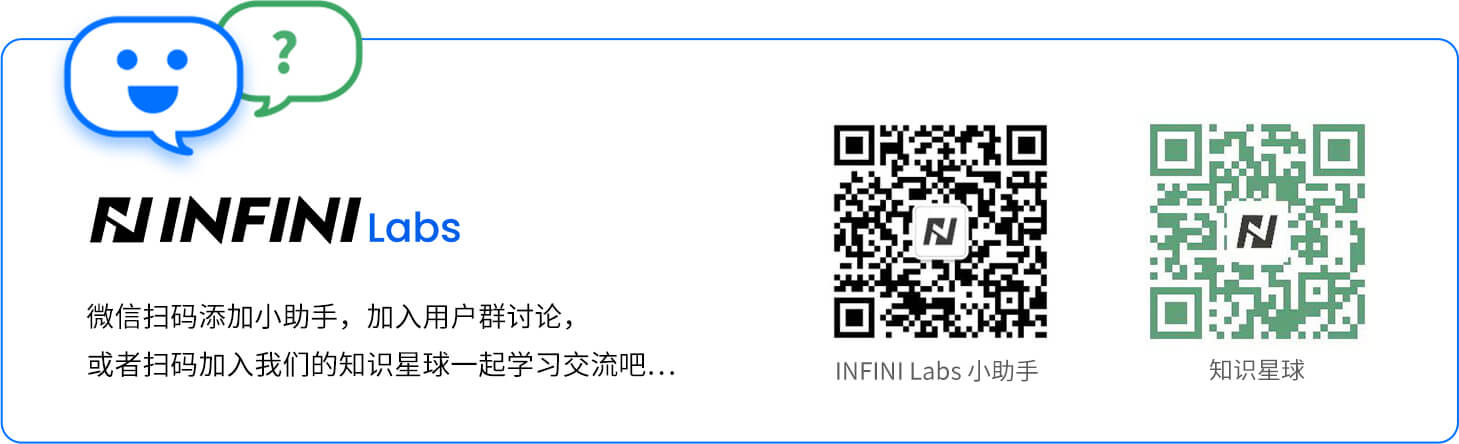 ?
INFINI Labs
微信扫码添加小助手，加入用户群讨论，
或者扫码加入我们的知识星球一起学习交流吧…
INFINI Labs 小助手
知识星球